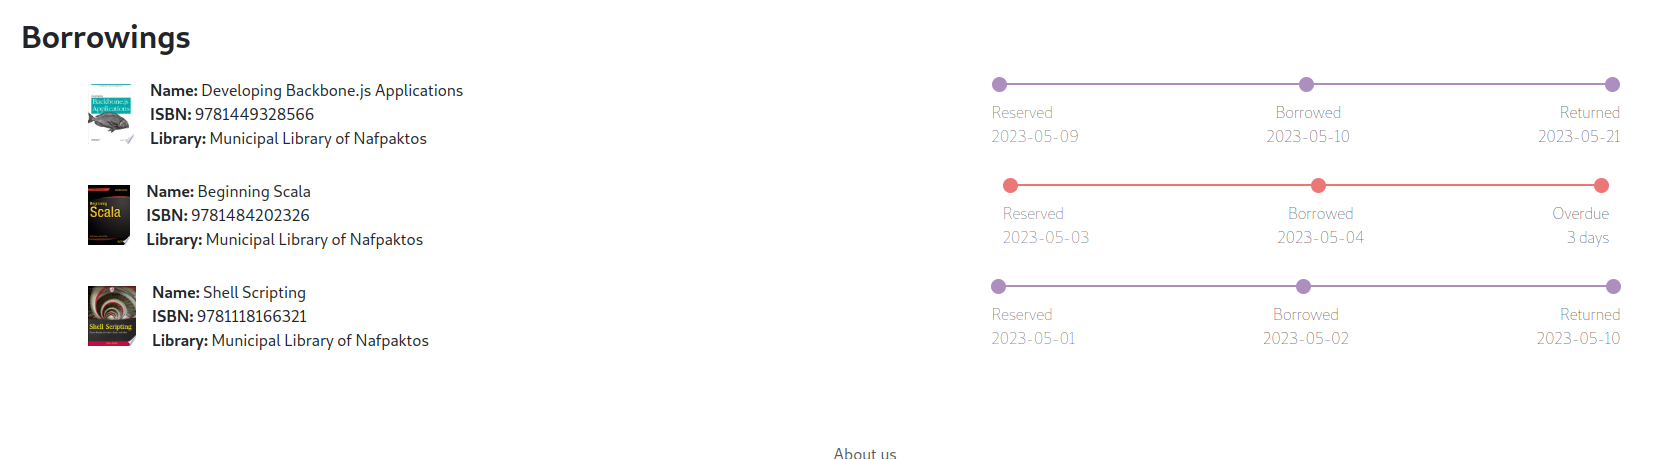 Borrowings
Backbone.js
Applications
Name: Developing Backbone.js Applications
ISBN: 9781449328566
Library: Municipal Library of Nafpaktos
Reserved Borrowed Returned
2023-05-09 2023-05-10 2023-05-21
Beginning
Scala
Name: Beginning Scala
ISBN: 9781484202326
Library: Municipal Library of Nafpaktos
Reserved Borrowed Overdue
2023-05-03 2023-05-04 3 days
Shell Scripting
Name: Shell Scripting
ISBN: 9781118166321
Library: Municipal Library of Nafpaktos
Reserved Borrowed Returned
2023-05-01 2023-05-02 2023-05-10
About us